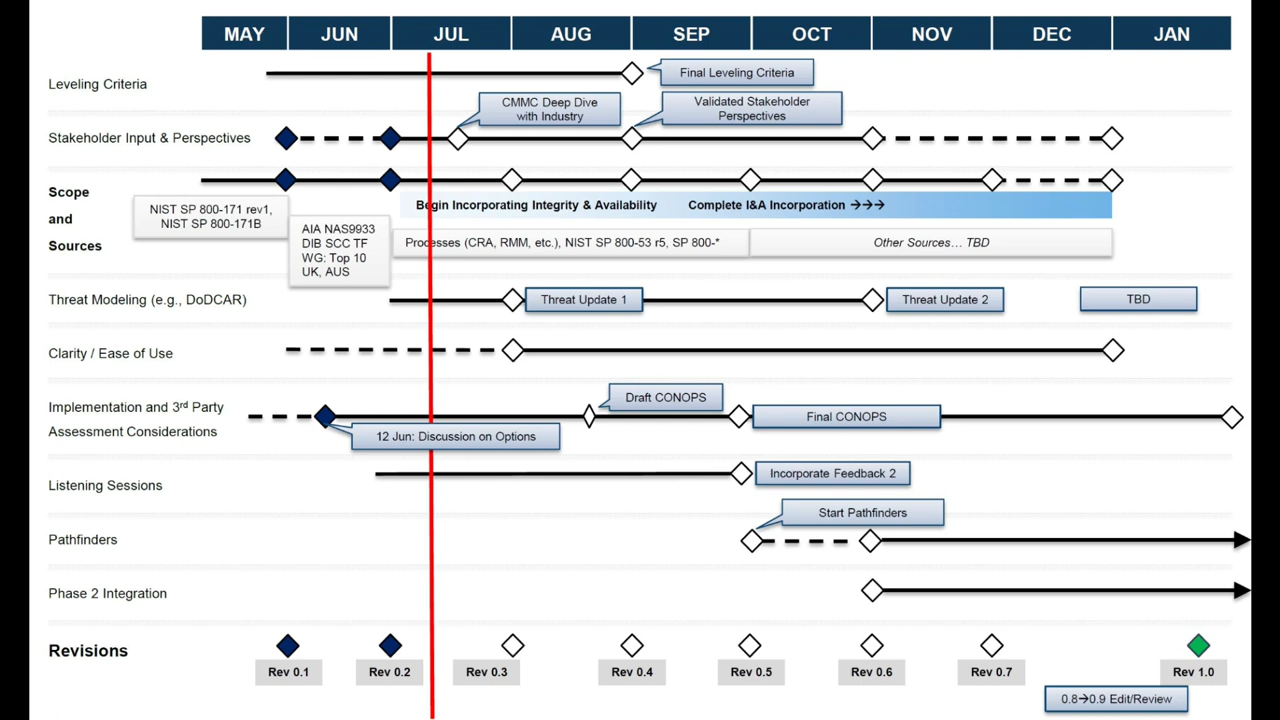 MAY JUN JUL AUG SEP OCT NOV DEC JAN
Leveling Criteria
Final Leveling Criteria
CMMC Deep Dive
with Industry
Validated Stakeholder
Perspectives
Stakeholder Input & Perspectives
Scope
and
Sources
NIST SP 800-171 rev1,
NIST SP 800-171B
AIA NAS9933
DIB SCC TF
WG: Top 10
UK, AUS
Begin Incorporating Integrity & Availability
Complete I&A Incorporation →→→
Processes (CRA, RMM, etc.), NIST SP 800-53 r5, SP 800-*
Other Sources… TBD
Threat Modeling (e.g., DoDCAR)
Threat Update 1
Threat Update 2
TBD
Clarity / Ease of Use
Implementation and 3rd Party
Assessment Considerations
Draft CONOPS
Final CONOPS
12 Jun: Discussion on Options
Listening Sessions
Incorporate Feedback 2
Start Pathfinders
Pathfinders
Phase 2 Integration
Revisions
Rev 0.1 Rev 0.2 Rev 0.3 Rev 0.4 Rev 0.5 Rev 0.6 Rev 0.7 Rev 1.0
0.8→0.9 Edit/Review